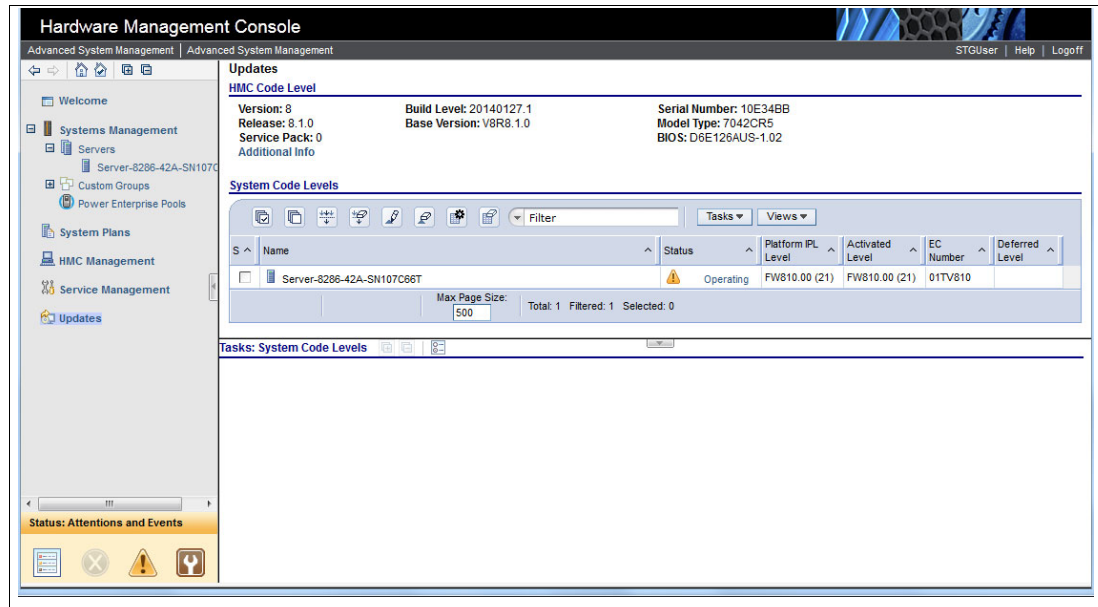 Hardware Management Console
Advanced System Management | Advanced System Management
STGUser | Help | Logoff
Welcome
Systems Management
Servers
Server-8286-42A-SN107C
Custom Groups
Power Enterprise Pools
System Plans
HMC Management
Service Management
Updates
Status: Attentions and Events
Updates
HMC Code Level
Version: 8 Build Level: 20140127.1 Serial Number: 10E34BB
Release: 8.1.0 Base Version: V8R8.1.0 Model Type: 7042CR5
Service Pack: 0 BIOS: D6E126AUS-1.02
Additional Info
System Code Levels
Filter Tasks Views
S Name Status Platform IPL Level Activated Level EC Number Deferred Level
Server-8286-42A-SN107C66T Operating FW810.00 (21) FW810.00 (21) 01TV810
Max Page Size:
500 Total: 1 Filtered: 1 Selected: 0
Tasks: System Code Levels